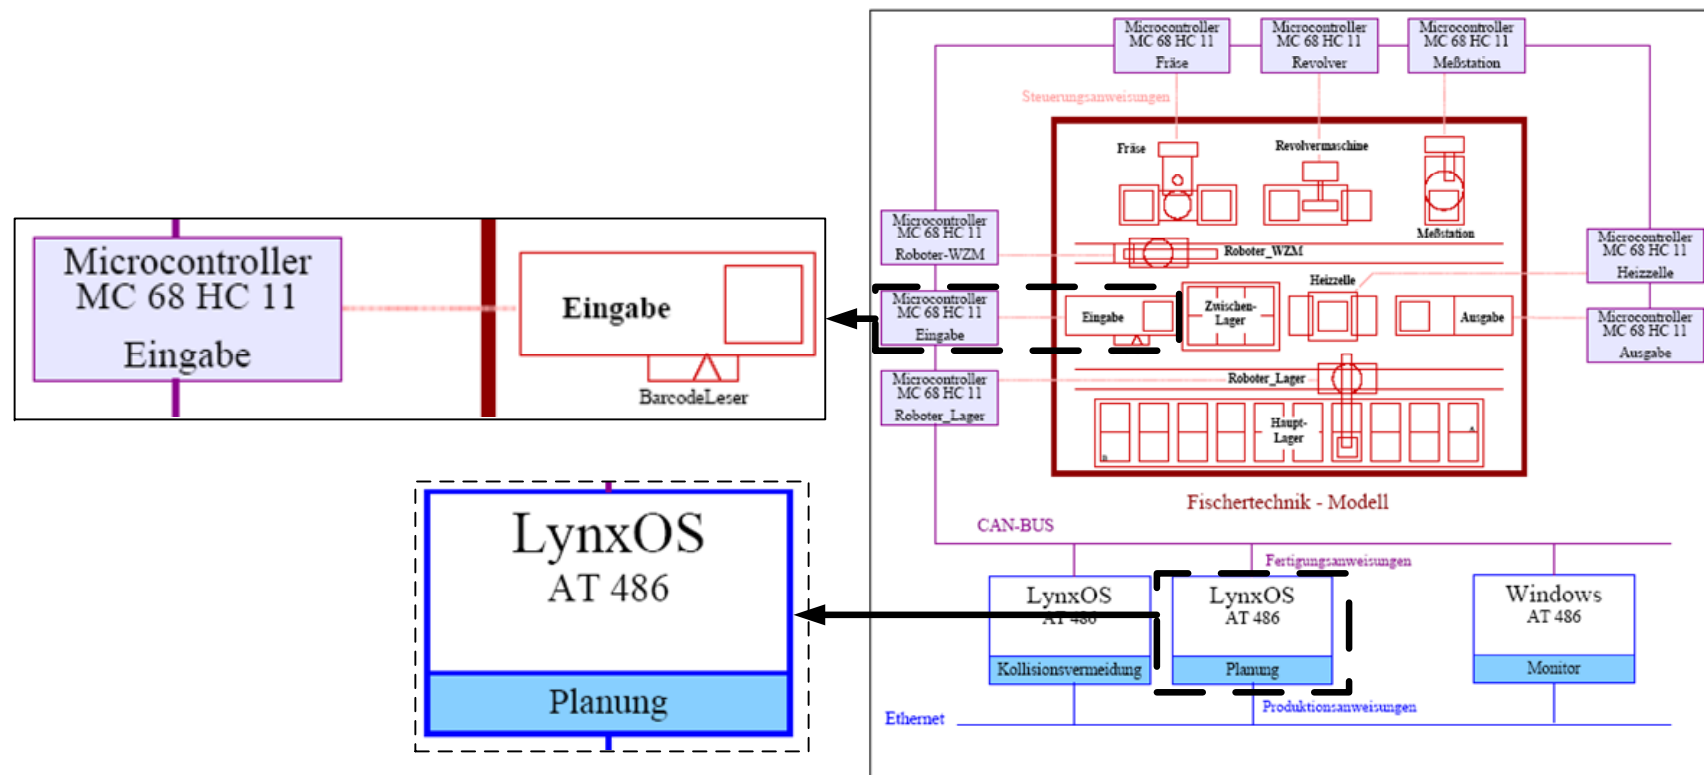 Microcontroller
MC 68 HC 11
Eingabe
Eingabe
BarcodeLeser
LynxOS
AT 486
Planung
Microcontroller
MC 68 HC 11
Fräse
Microcontroller
MC 68 HC 11
Revolver
Microcontroller
MC 68 HC 11
Meßstation
Steuerungsanweisungen
Fräse
Revolvermaschine
Meßstation
Microcontroller
MC 68 HC 11
Roboter-WZM
Roboter_WZM
Microcontroller
MC 68 HC 11
Heizzelle
Heizzelle
Microcontroller
MC 68 HC 11
Eingabe
Eingabe
Zwischen-
Lager
Ausgabe
Microcontroller
MC 68 HC 11
Ausgabe
Microcontroller
MC 68 HC 11
Roboter_Lager
Roboter_Lager
Haupt-
Lager
A
B
Fischertechnik - Modell
CAN-BUS
Fertigungsanweisungen
LynxOS
AT 486
Kollisionsvermeidung
LynxOS
AT 486
Planung
Windows
AT 486
Monitor
Produktionsanweisungen
Ethernet